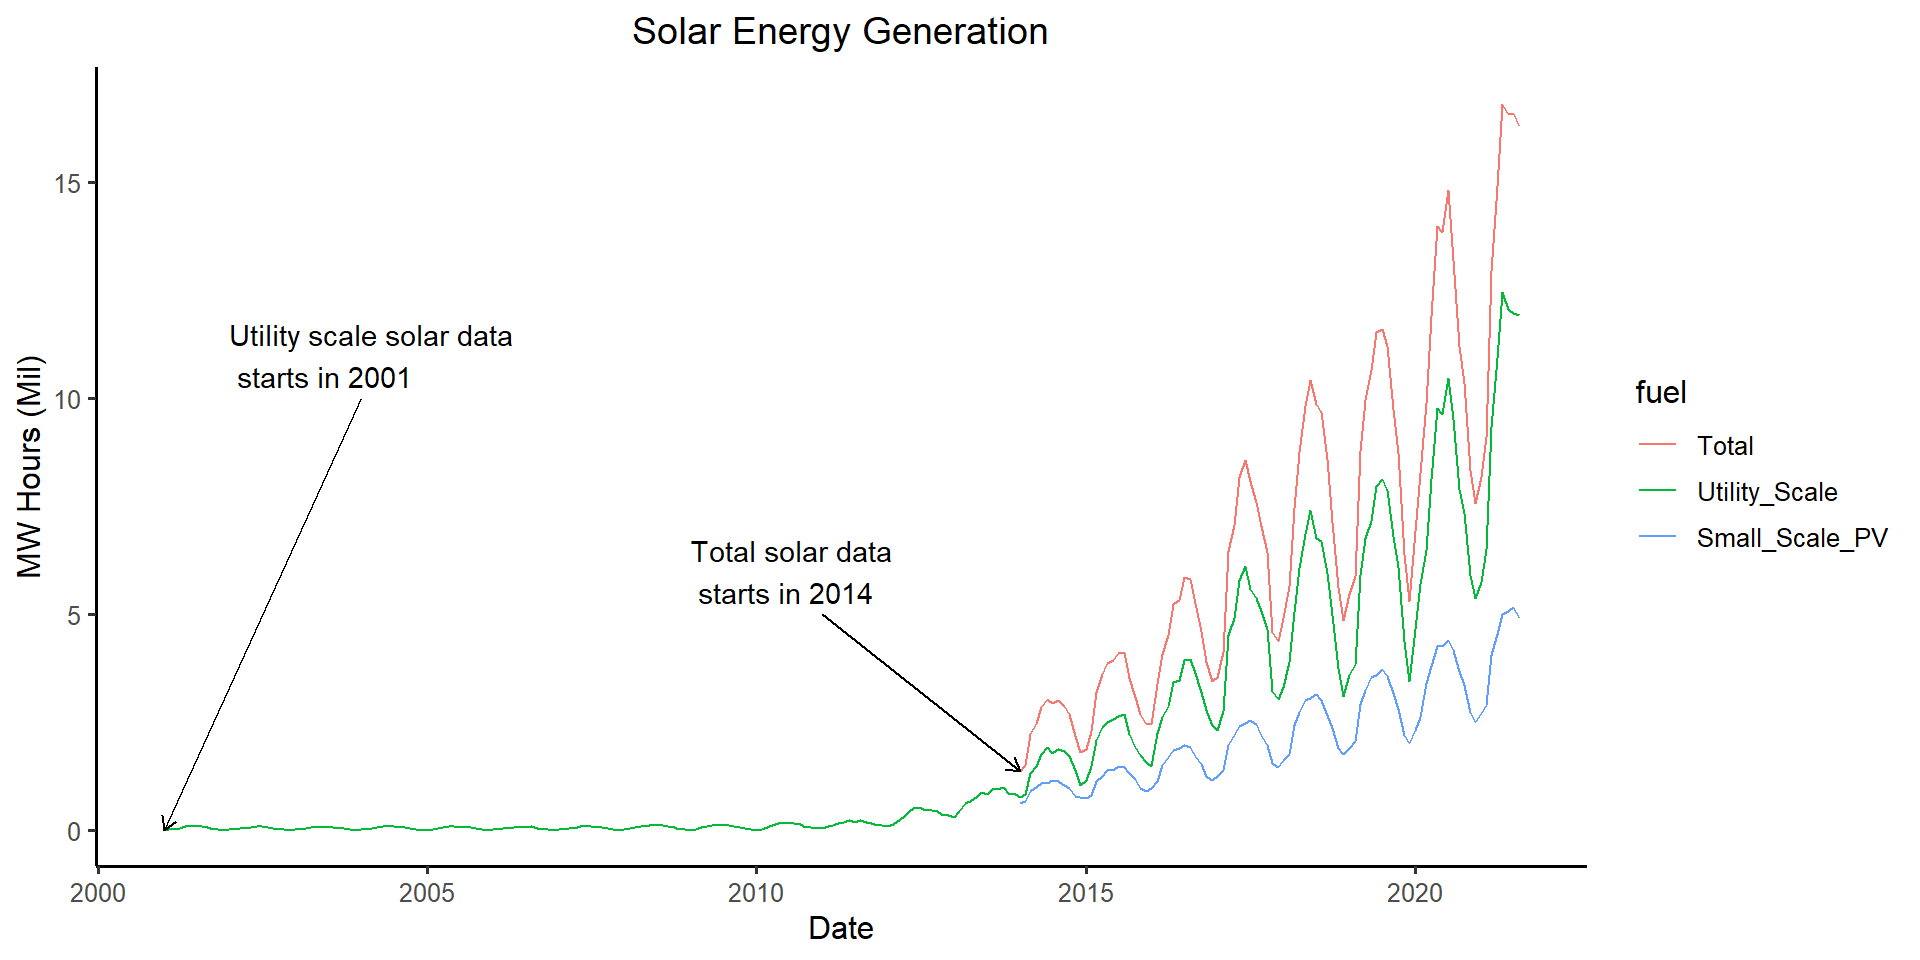 Solar Energy Generation
MW Hours (Mil)
15
10
5
0
Utility scale solar data
starts in 2001
Total solar data
starts in 2014
2000
2005
2010
2015
2020
Date
fuel
Total
Utility_Scale
Small_Scale_PV